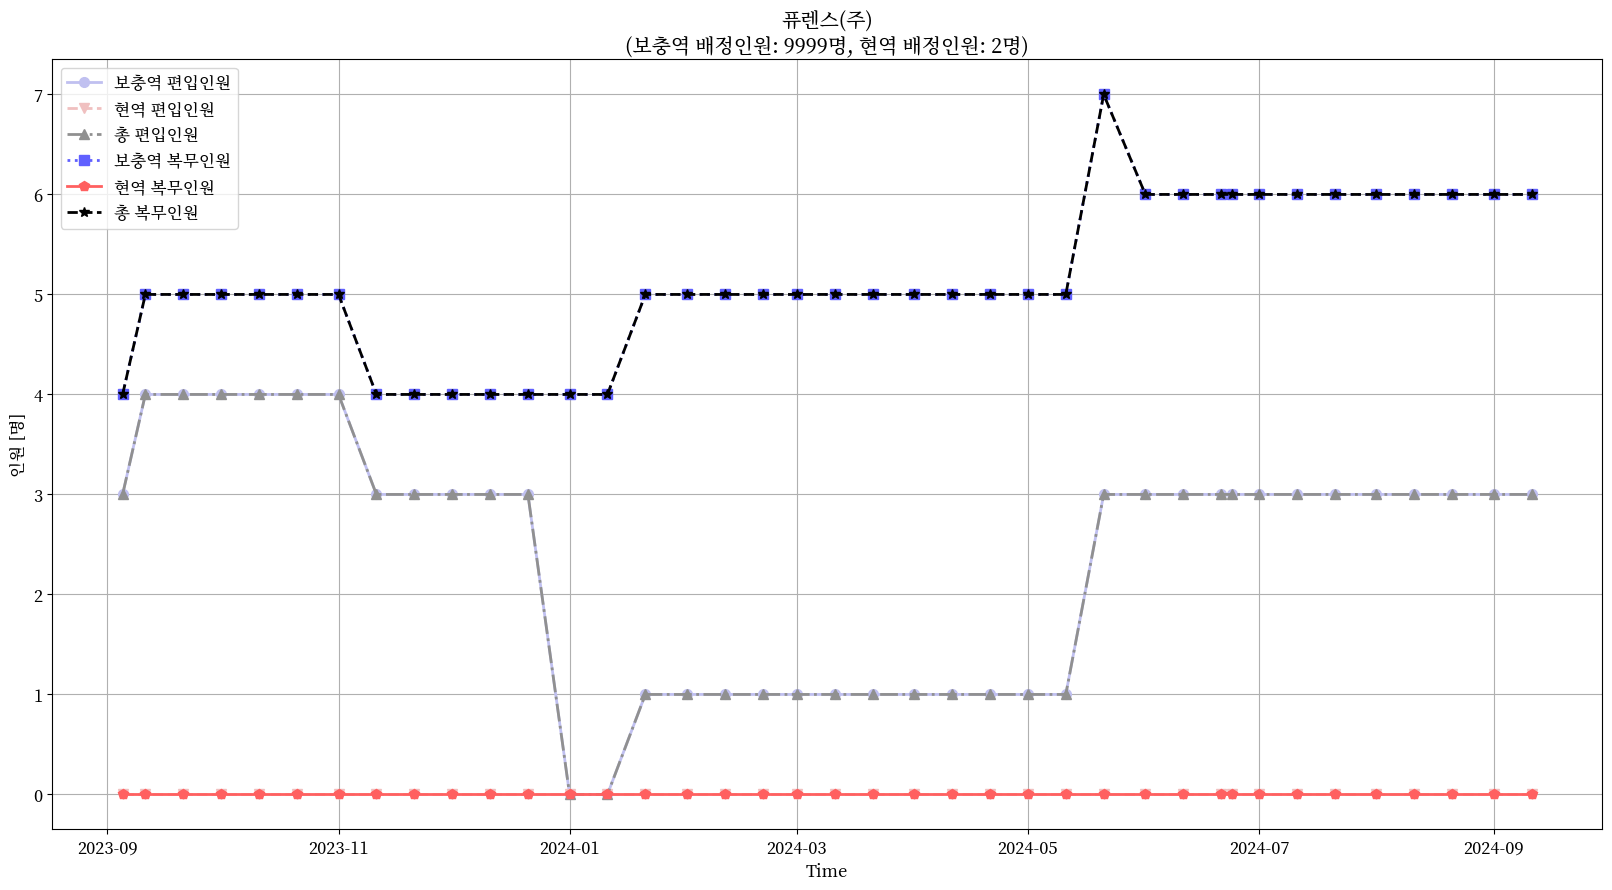 퓨렌스(주)
(보충역 배정인원: 9999명, 현역 배정인원: 2명)
보충역 편입인원
현역 편입인원
총 편입인원
보충역 복무인원
현역 복무인원
총 복무인원
인원 [명]
7
6
5
4
3
2
1
0
2023-09
2023-11
2024-01
2024-03
2024-05
2024-07
2024-09
Time